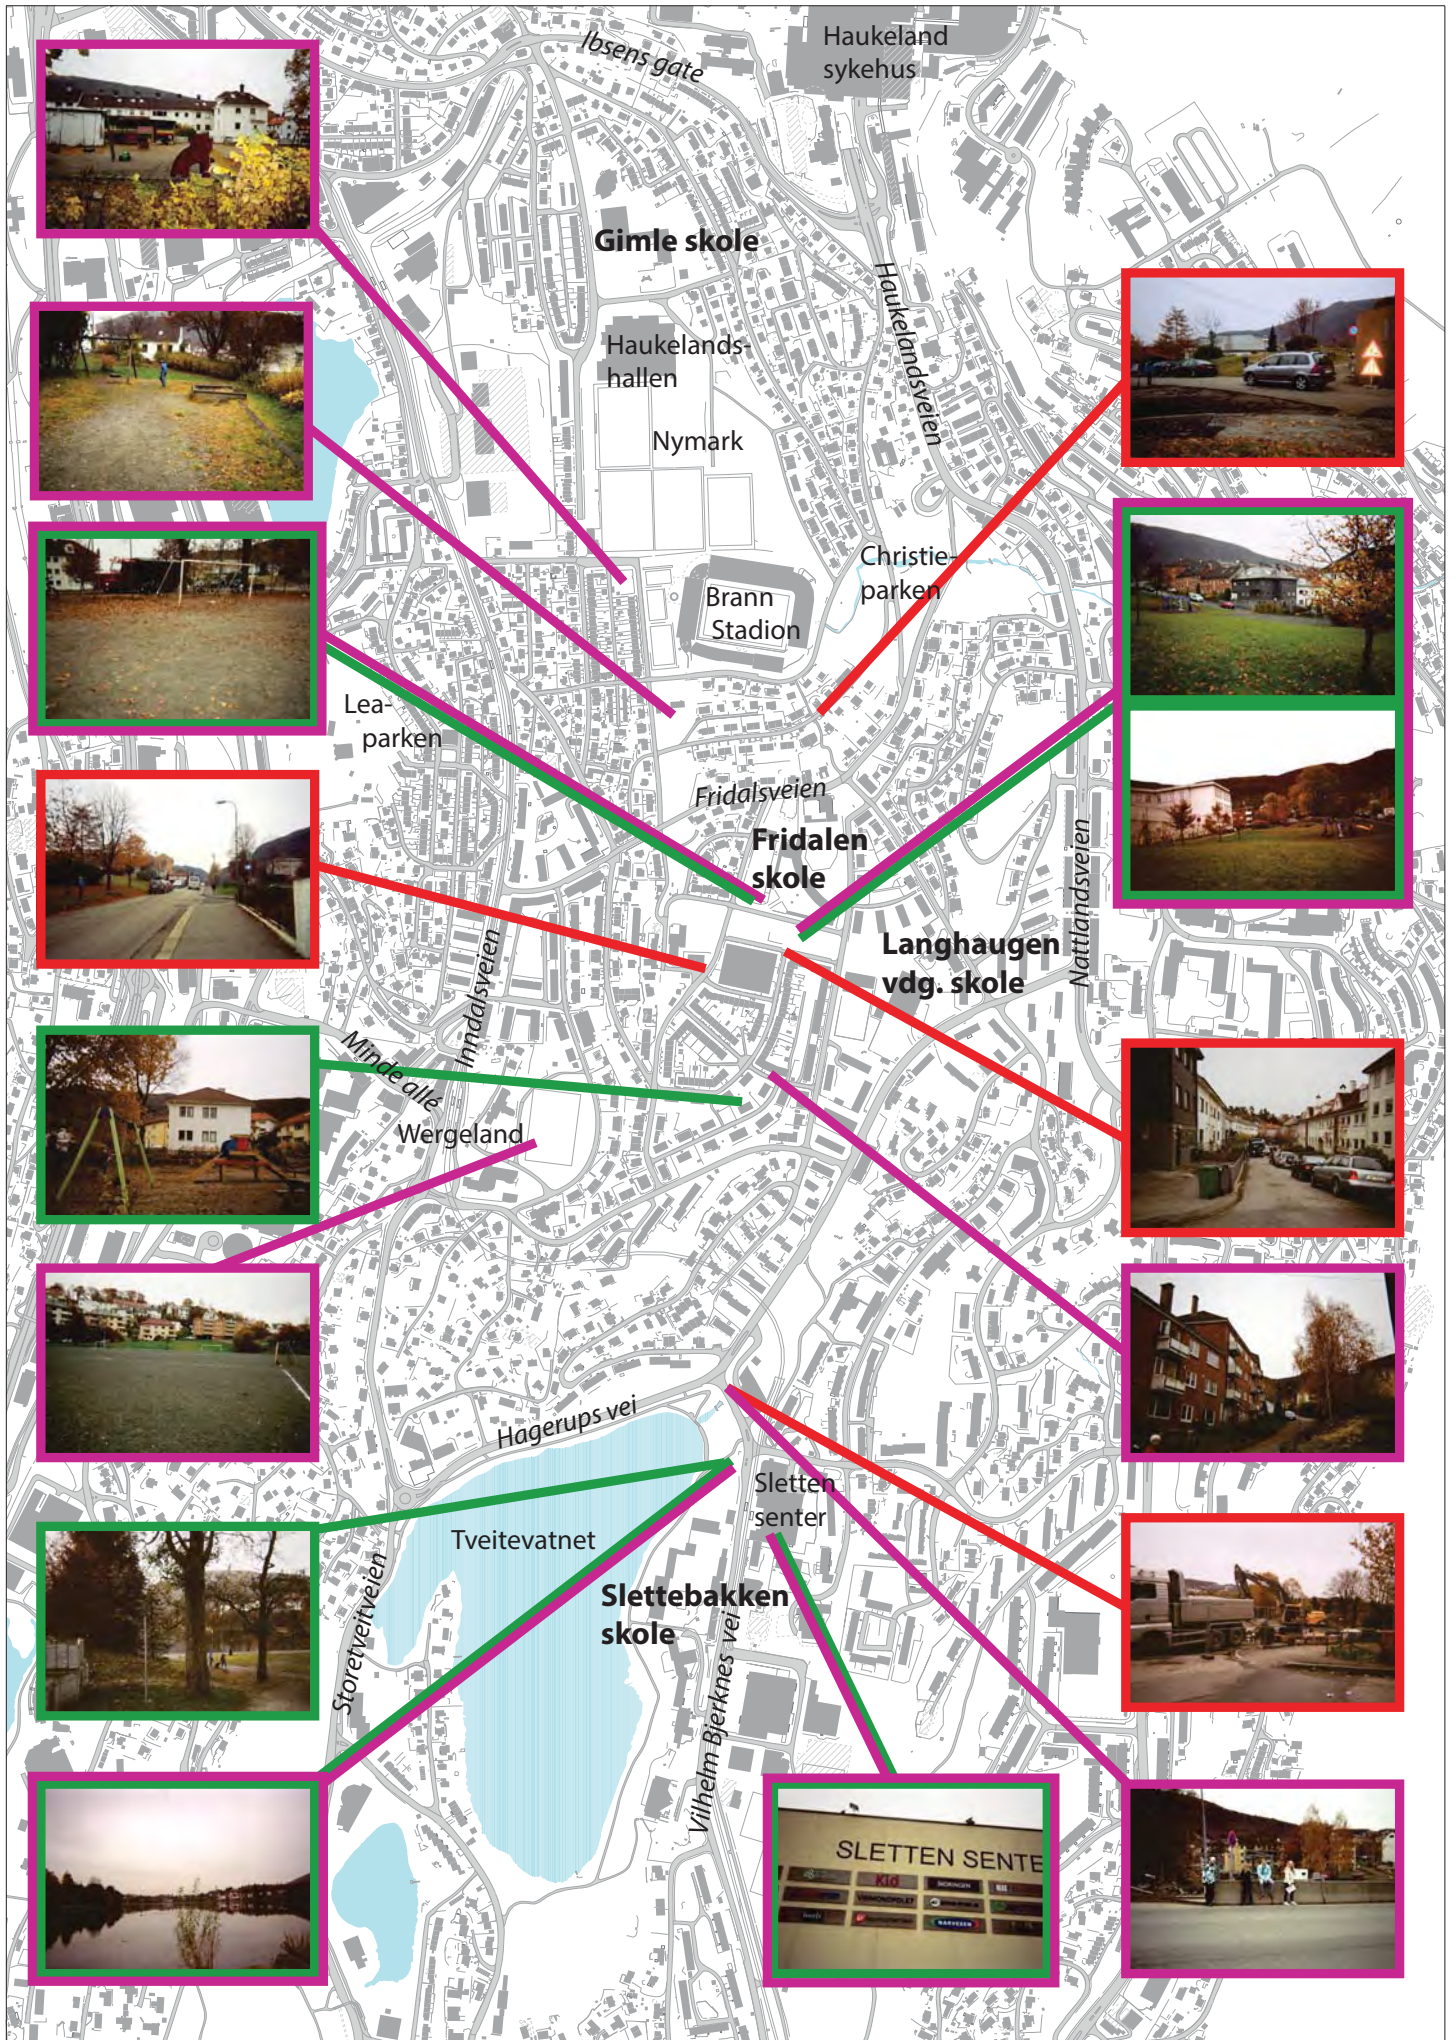 Ibsens gate
Haukeland
sykehus
Gimle skole
Haukelandsveien
Haukelands-
hallen
Nymark
Christie-
parken
Brann
Stadion
Lea-
parken
Fridalsveien
Fridalen
skole
Nattlandsveien
Langhaugen
vdg. skole
Inndalsveien
Minde allé
Wergeland
Hagerups vei
Sletten
senter
Tveitevatnet
Slettebakken
skole
Storetveitveien
Vilhelm Bjerknes vei
SLETTEN SENTE
VINMONOPOLET
NARVESEN